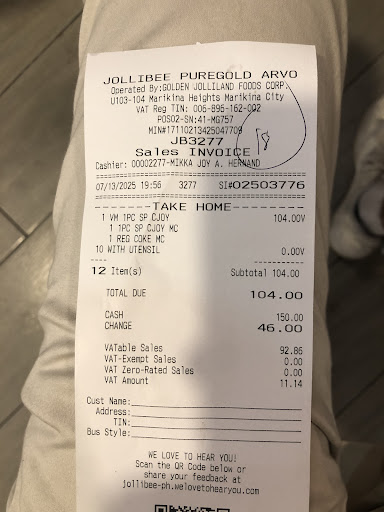 JOLLIBEE PUREGOLD ARVO
Operated By:GOLDEN JOLLILAND FOODS CORP.
U103-104 Marikina Heights Marikina City
VAT Reg TIN: 006-895-162-002
POS02-SN:41-MG757
MIN#17110213425047709
JB3277
Sales INVOICE
18
Cashier: 00002277-MIKKA JOY A. HERNAND
07/13/2025 19:56 3277 SI#02503776
TAKE HOME
1 VM 1PC SP CJOY 104.00V
1 1PC SP CJOY MC
1 REG COKE MC
10 WITH UTENSIL 0.00V
12 Item(s) Subtotal 104.00
TOTAL DUE 104.00
CASH 150.00
CHANGE 46.00
VATable Sales 92.86
VAT-Exempt Sales 0.00
VAT Zero-Rated Sales 0.00
VAT Amount 11.14
Cust Name:
Address:
TIN:
Bus Style:
WE LOVE TO HEAR YOU!
Scan the QR Code below or
share your feedback at
jollibee-ph.welovetohearyou.com